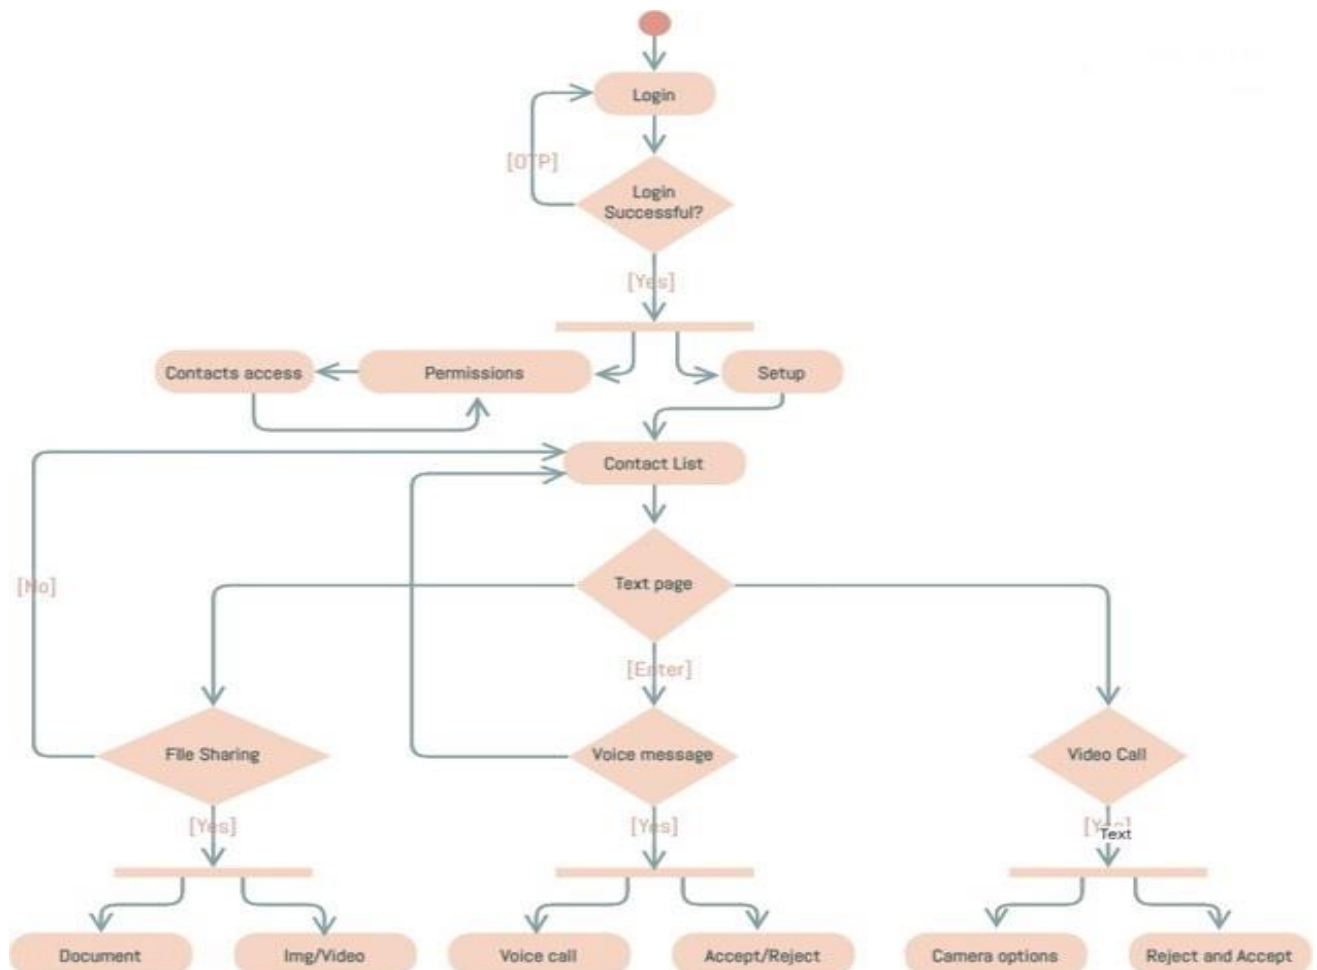 Login
[OTP]
Login
Successful?
[Yes]
Contacts access
Permissions
Setup
Contact List
[No]
Text page
[Enter]
File Sharing
Voice message
Video Call
[Yes]
[Yes]
[Yes]
Text
Document
Img/Video
Voice call
Accept/Reject
Camera options
Reject and Accept